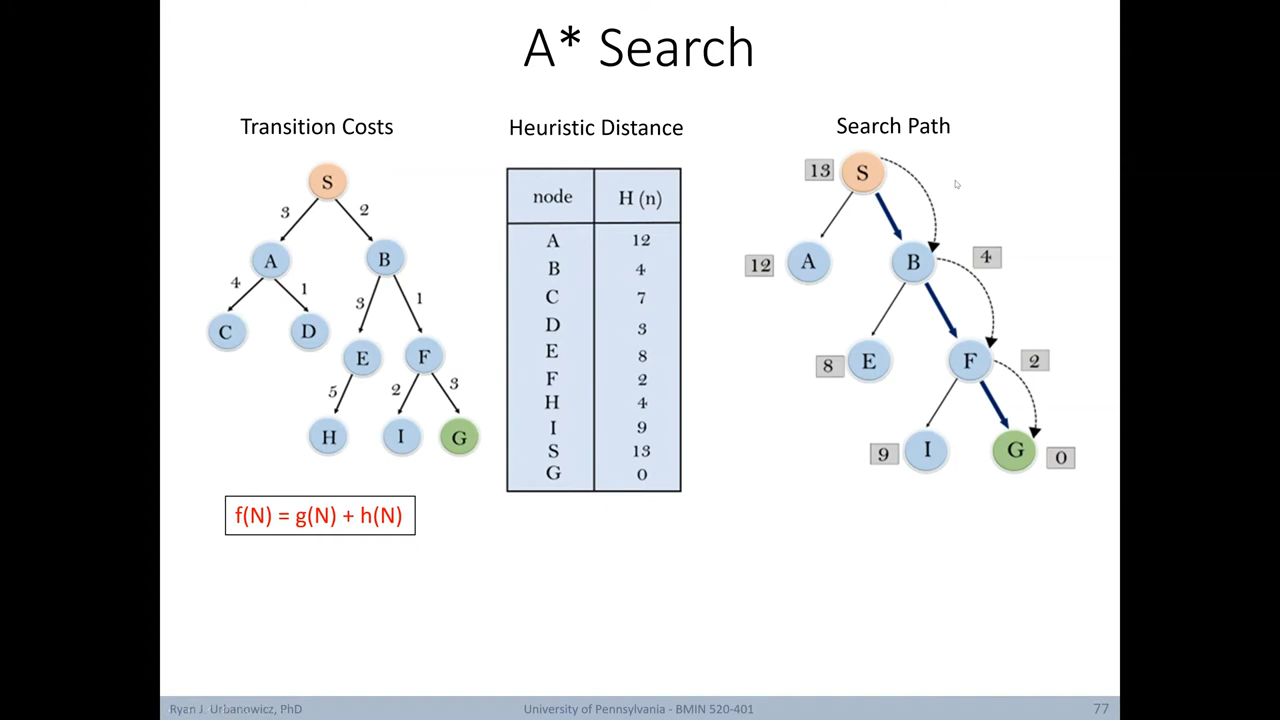 A* Search
Transition Costs
Heuristic Distance
Search Path
S
3
2
A
B
4
1
3
1
C
D
E
F
5
2
3
H
I
G
f(N) = g(N) + h(N)
node H (n)
A 12
B 4
C 7
D 3
E 8
F 2
H 4
I 9
S 13
G 0
13 S
12 A B 4
8 E F 2
9 I G 0
Ryan J. Urbanowicz, PhD
University of Pennsylvania - BMIN 520-401
77